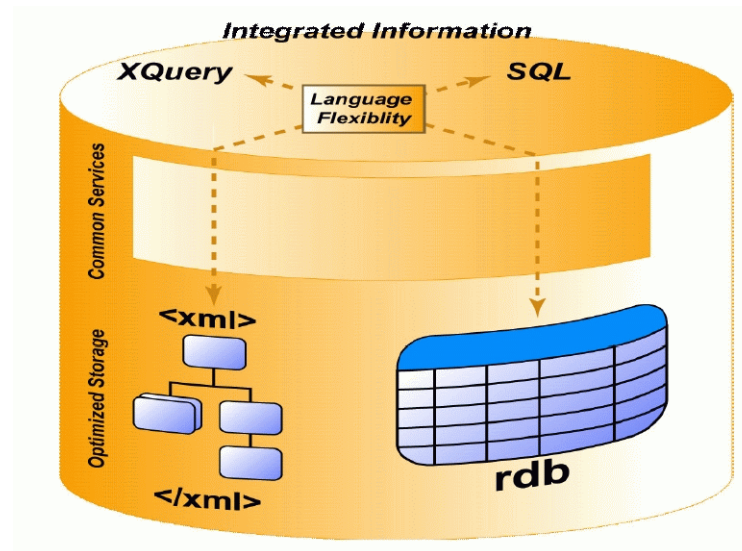 Integrated Information
XQuery
SQL
Language
Flexiblity
Common Services
Optimized Storage
<xml>
</xml>
rdb